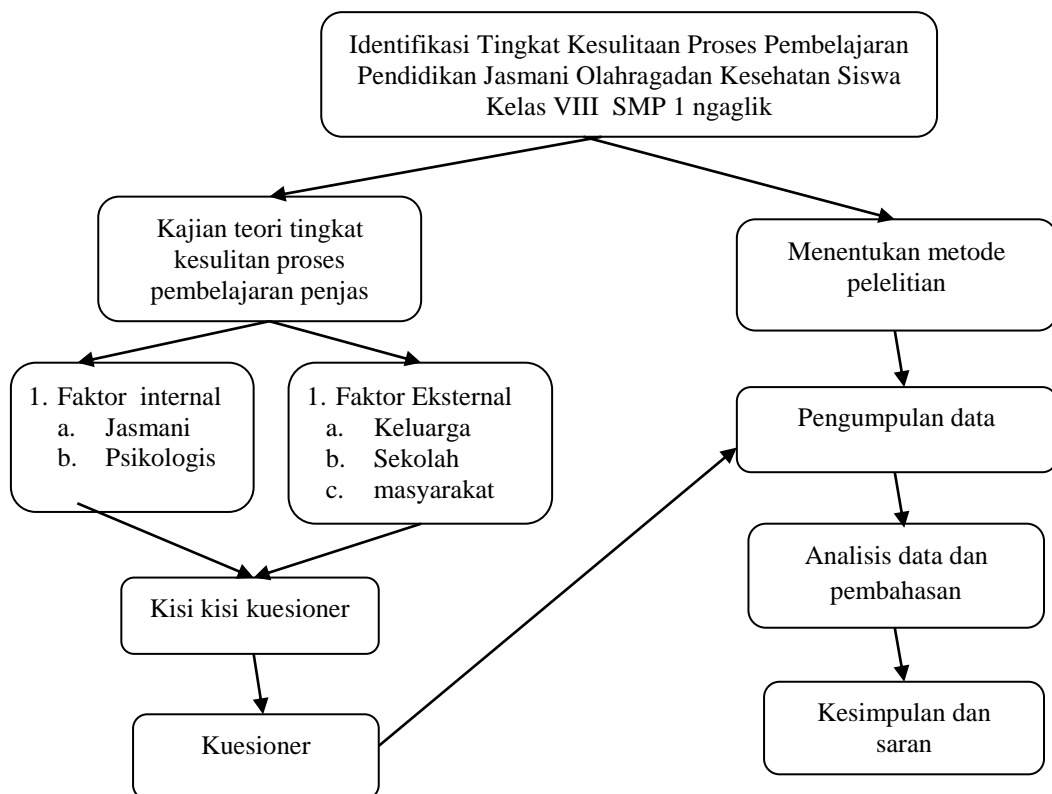 Identifikasi Tingkat Kesulitaan Proses Pembelajaran
Pendidikan Jasmani Olahragadan Kesehatan Siswa
Kelas VIII SMP 1 ngaglik
Kajian teori tingkat
kesulitan proses
pembelajaran penjas
Menentukan metode
pelelitian
1. Faktor internal
a. Jasmani
b. Psikologis
1. Faktor Eksternal
a. Keluarga
b. Sekolah
c. masyarakat
Pengumpulan data
Kisi kisi kuesioner
Analisis data dan
pembahasan
Kuesioner
Kesimpulan dan
saran